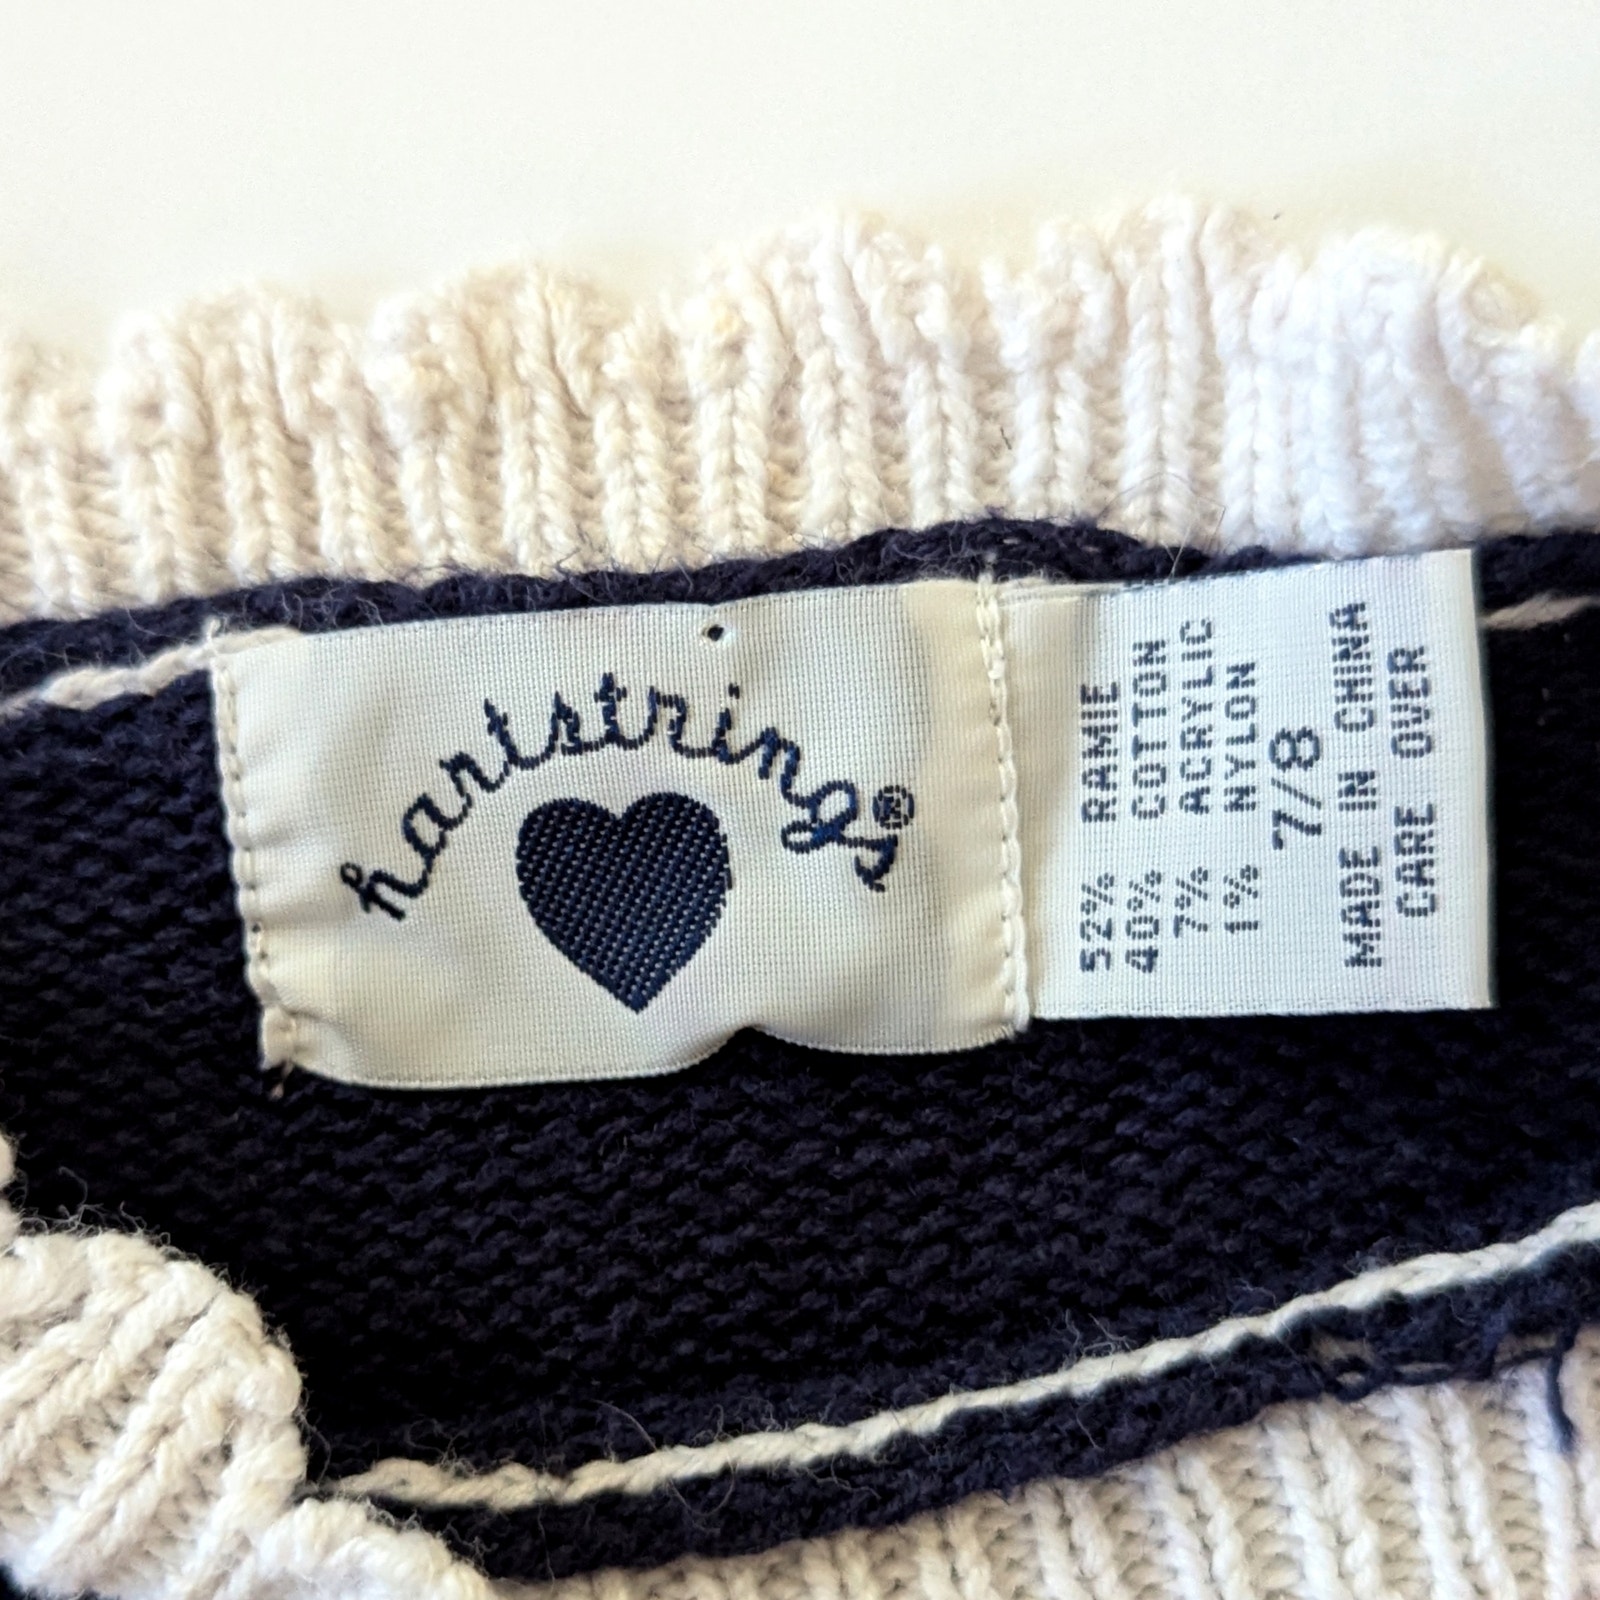 hartstrings®
52% RAMIE
40% COTTON
7% ACRYLIC
1% NYLON
7/8
MADE IN CHINA
CARE OVER